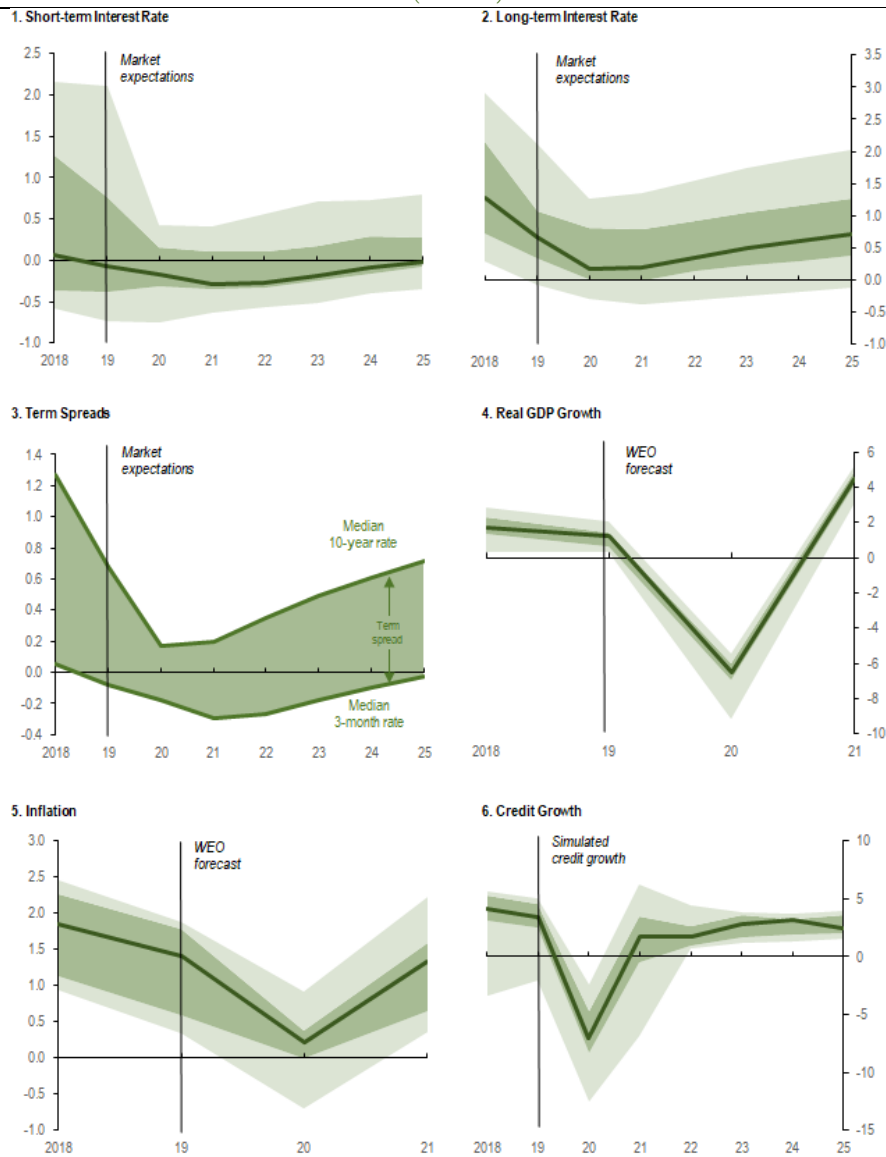 1. Short-term Interest Rate
2.5
2.0
1.5
1.0
0.5
0.0
-0.5
-1.0
Market
expectations
2018 19 20 21 22 23 24 25
2. Long-term Interest Rate
Market
expectations
3.5
3.0
2.5
2.0
1.5
1.0
0.5
0.0
-0.5
-1.0
2018 19 20 21 22 23 24 25
3. Term Spreads
1.4
1.2
1.0
0.8
0.6
0.4
0.2
0.0
-0.2
-0.4
Market
expectations
Median
10-year rate
Term
spread
Median
3-month rate
2018 19 20 21 22 23 24 25
4. Real GDP Growth
WEO
forecast
6
4
2
0
-2
-4
-6
-8
-10
2018 19 20 21
5. Inflation
3.0
2.5
2.0
1.5
1.0
0.5
0.0
-0.5
-1.0
WEO
forecast
2018 19 20 21
6. Credit Growth
Simulated
credit growth
10
5
0
-5
-10
-15
2018 19 20 21 22 23 24 25